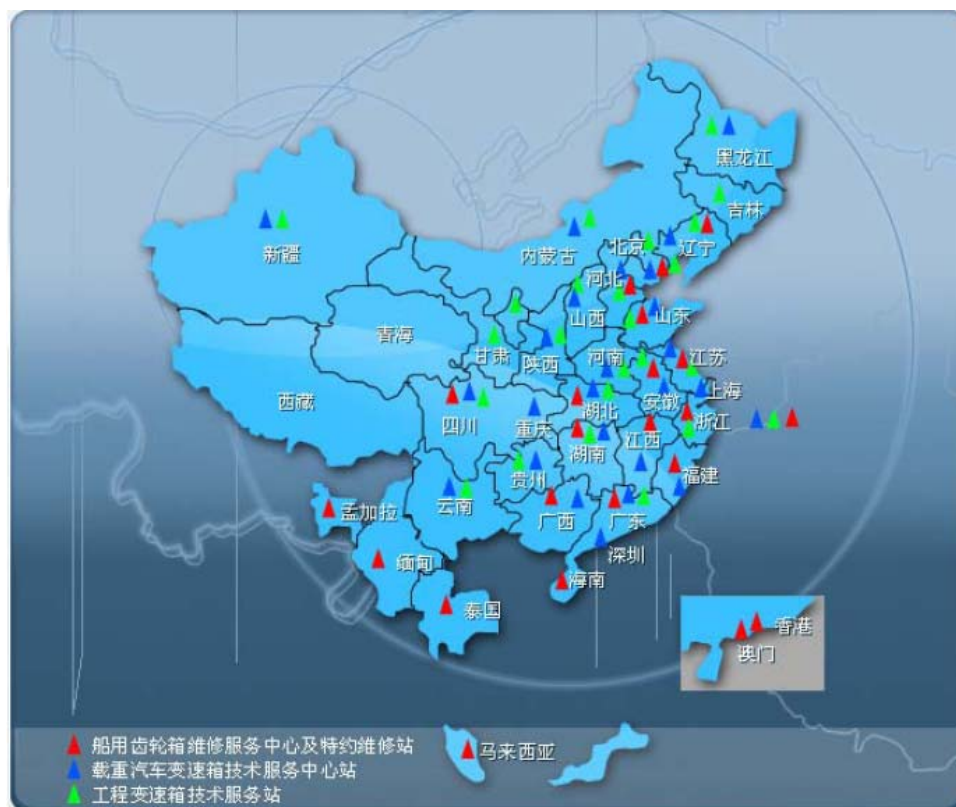 黑龙江
吉林
新疆
内蒙古
北京
辽宁
河北
山西
山东
青海
甘肃
陕西
河南
江苏
西藏
四川
重庆
湖北
安徽
上海
浙江
湖南
江西
贵州
福建
云南
广西
广东
孟加拉
深圳
缅甸
海南
泰国
香港
澳门
马来西亚
船用齿轮箱维修服务中心及特约维修站
载重汽车变速箱技术服务中心站
工程变速箱技术服务站